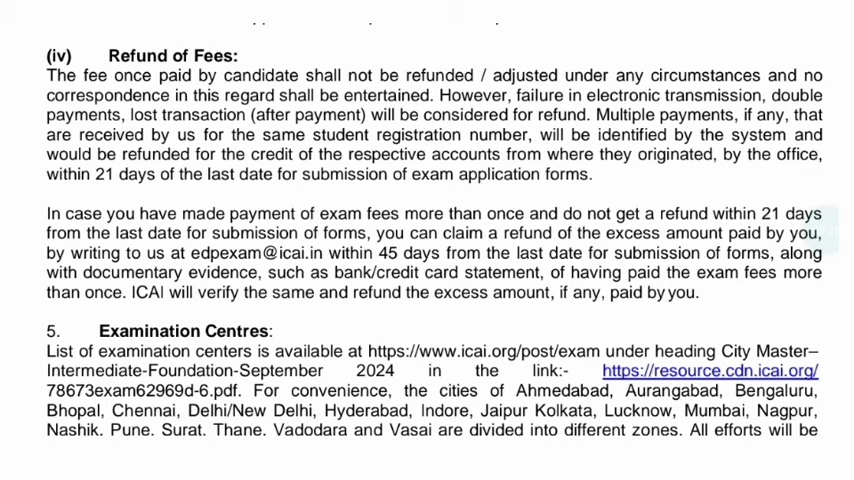 (iv) Refund of Fees:
The fee once paid by candidate shall not be refunded / adjusted under any circumstances and no
correspondence in this regard shall be entertained. However, failure in electronic transmission, double
payments, lost transaction (after payment) will be considered for refund. Multiple payments, if any, that
are received by us for the same student registration number, will be identified by the system and
would be refunded for the credit of the respective accounts from where they originated, by the office,
within 21 days of the last date for submission of exam application forms.
In case you have made payment of exam fees more than once and do not get a refund within 21 days
from the last date for submission of forms, you can claim a refund of the excess amount paid by you,
by writing to us at edpexam@icai.in within 45 days from the last date for submission of forms, along
with documentary evidence, such as bank/credit card statement, of having paid the exam fees more
than once. ICAI will verify the same and refund the excess amount, if any, paid by you.
5. Examination Centres:
List of examination centers is available at https://www.icai.org/post/exam under heading City Master–
Intermediate-Foundation-September 2024 in the link:- https://resource.cdn.icai.org/
78673exam62969d-6.pdf. For convenience, the cities of Ahmedabad, Aurangabad, Bengaluru,
Bhopal, Chennai, Delhi/New Delhi, Hyderabad, Indore, Jaipur Kolkata, Lucknow, Mumbai, Nagpur,
Nashik. Pune. Surat. Thane. Vadodara and Vasai are divided into different zones. All efforts will be